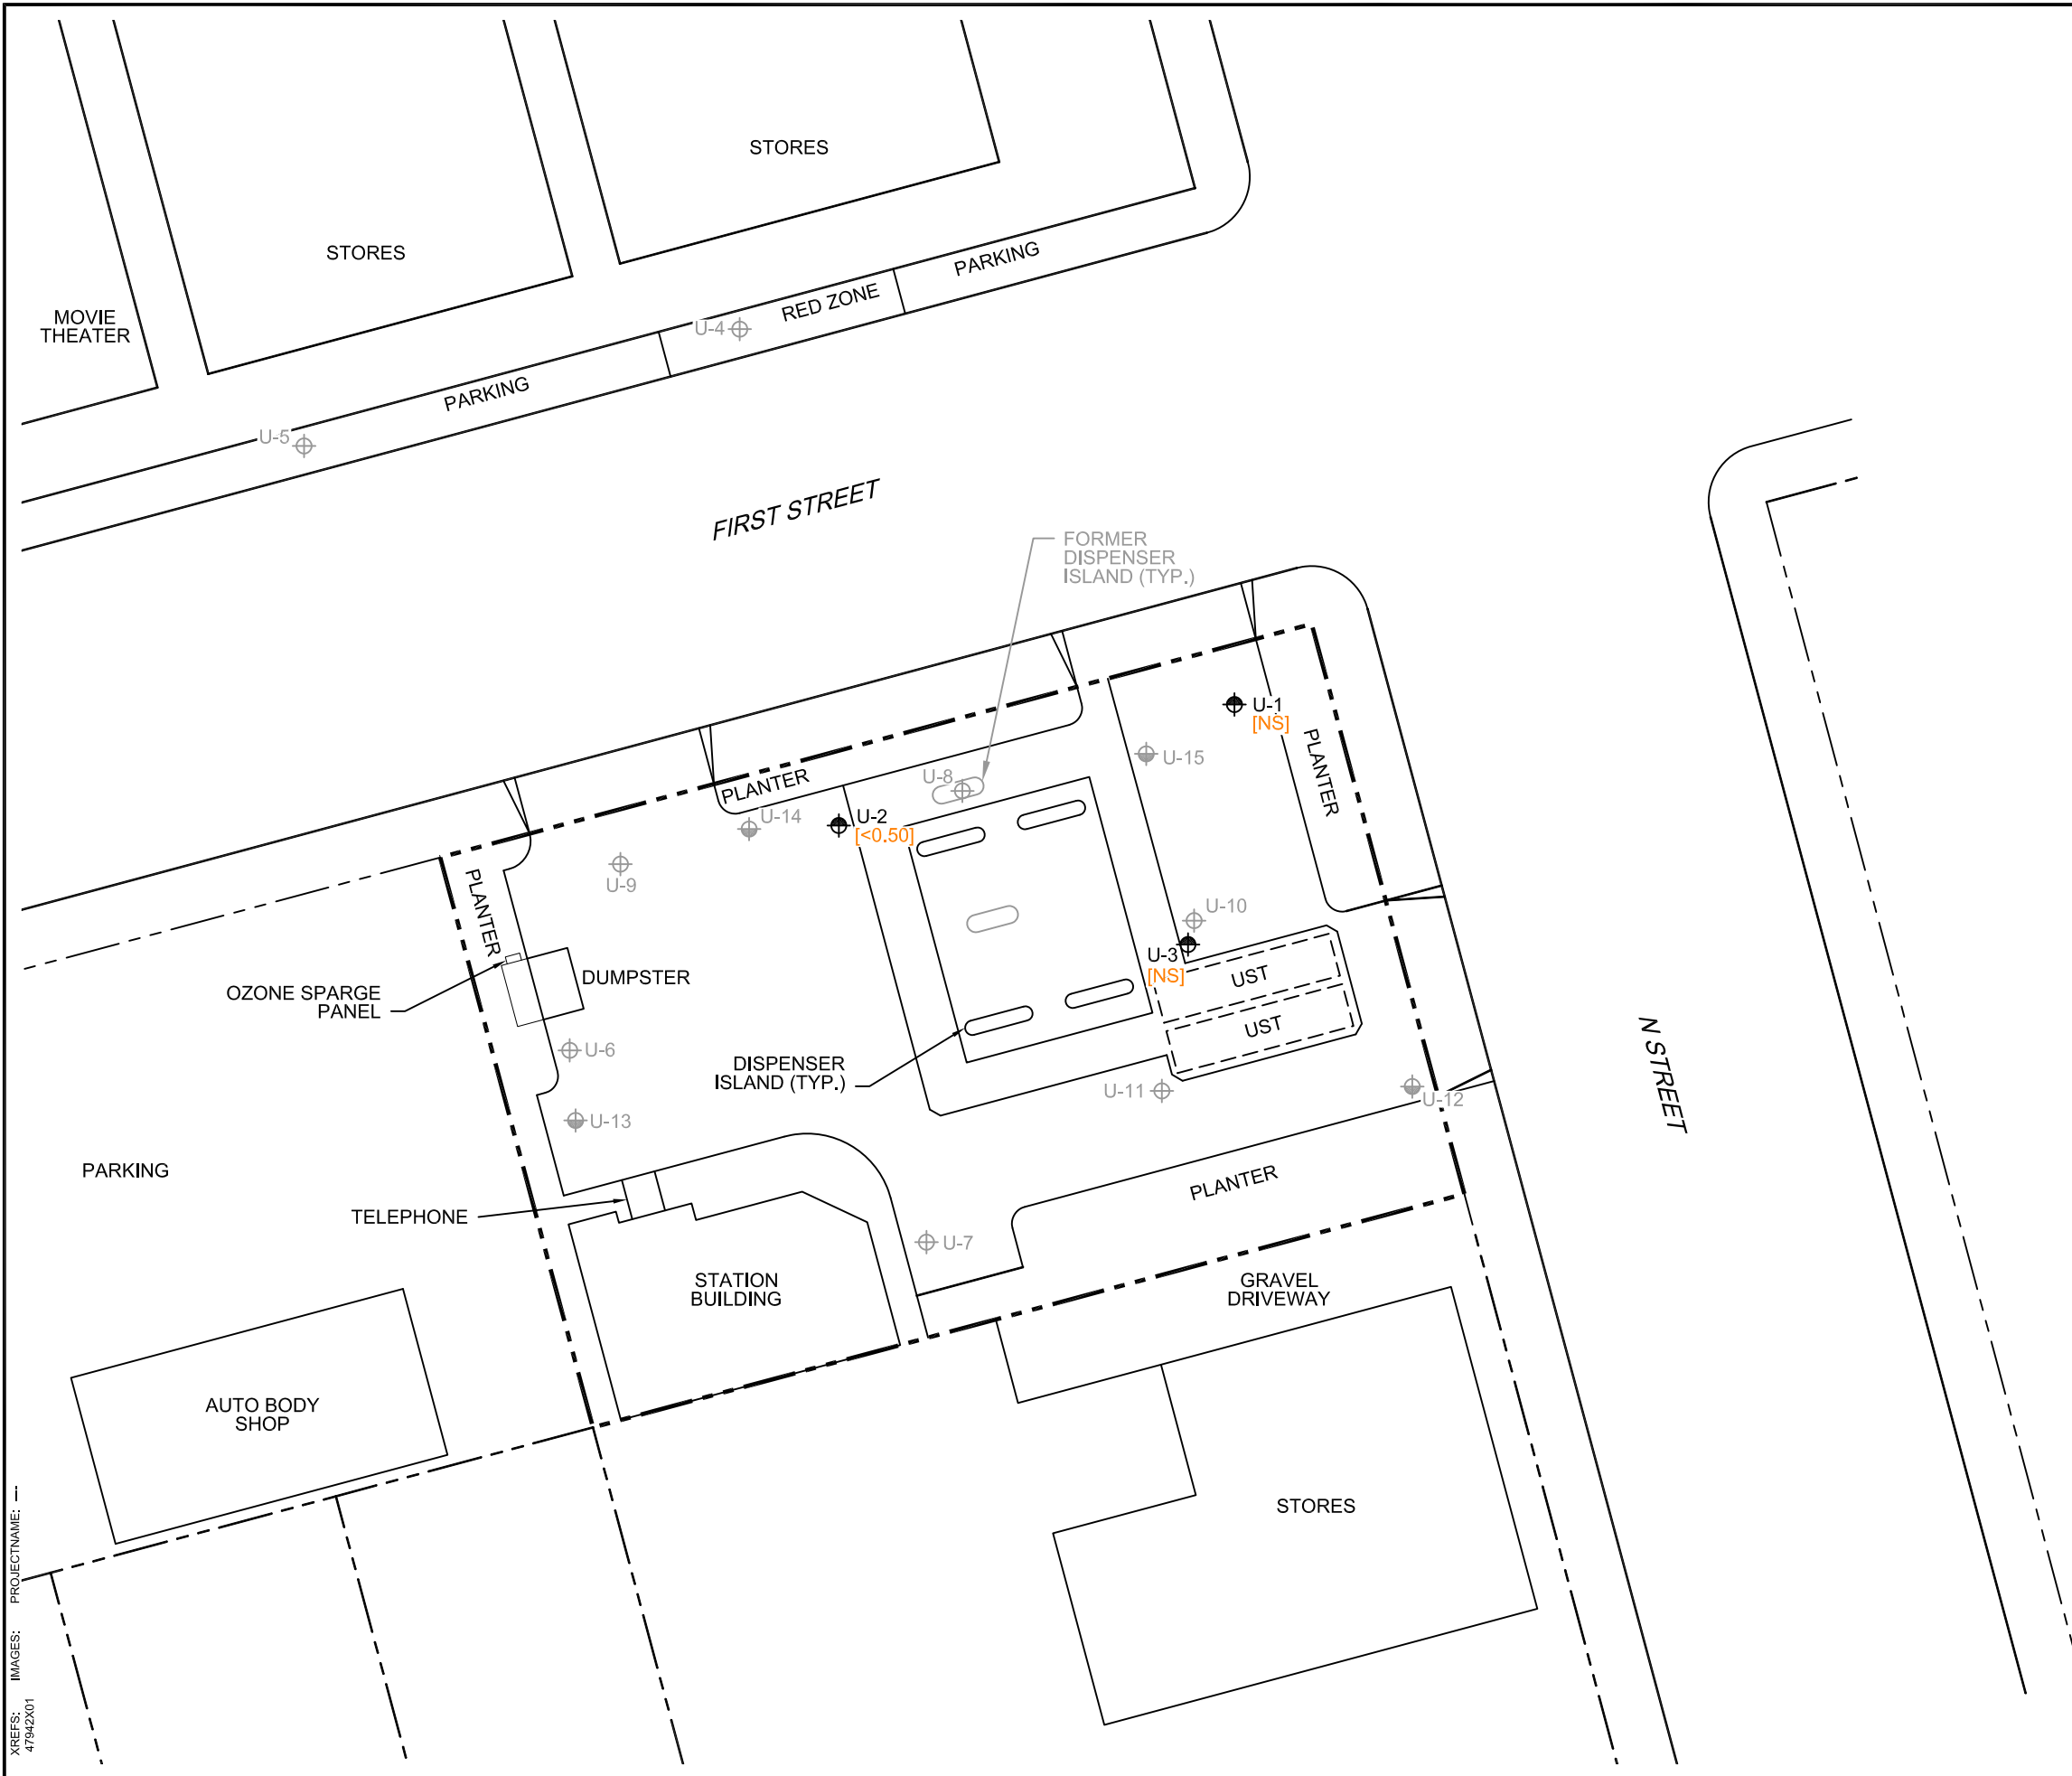 STORES
STORES
MOVIE
THEATER
PARKING
RED ZONE
PARKING
U-4
U-5
FIRST STREET
FORMER
DISPENSER
ISLAND (TYP.)
U-1
[NS]
U-15
PLANTER
U-8
PLANTER
U-14
U-2
[<0.50]
U-9
PLANTER
U-10
U-3
[NS]
UST
UST
DUMPSTER
OZONE SPARGE
PANEL
U-6
DISPENSER
ISLAND (TYP.)
U-11
U-12
N STREET
U-13
PARKING
TELEPHONE
PLANTER
U-7
STATION
BUILDING
GRAVEL
DRIVEWAY
AUTO BODY
SHOP
STORES
XREFS: IMAGES: PROJECTNAME: ---
47942X01